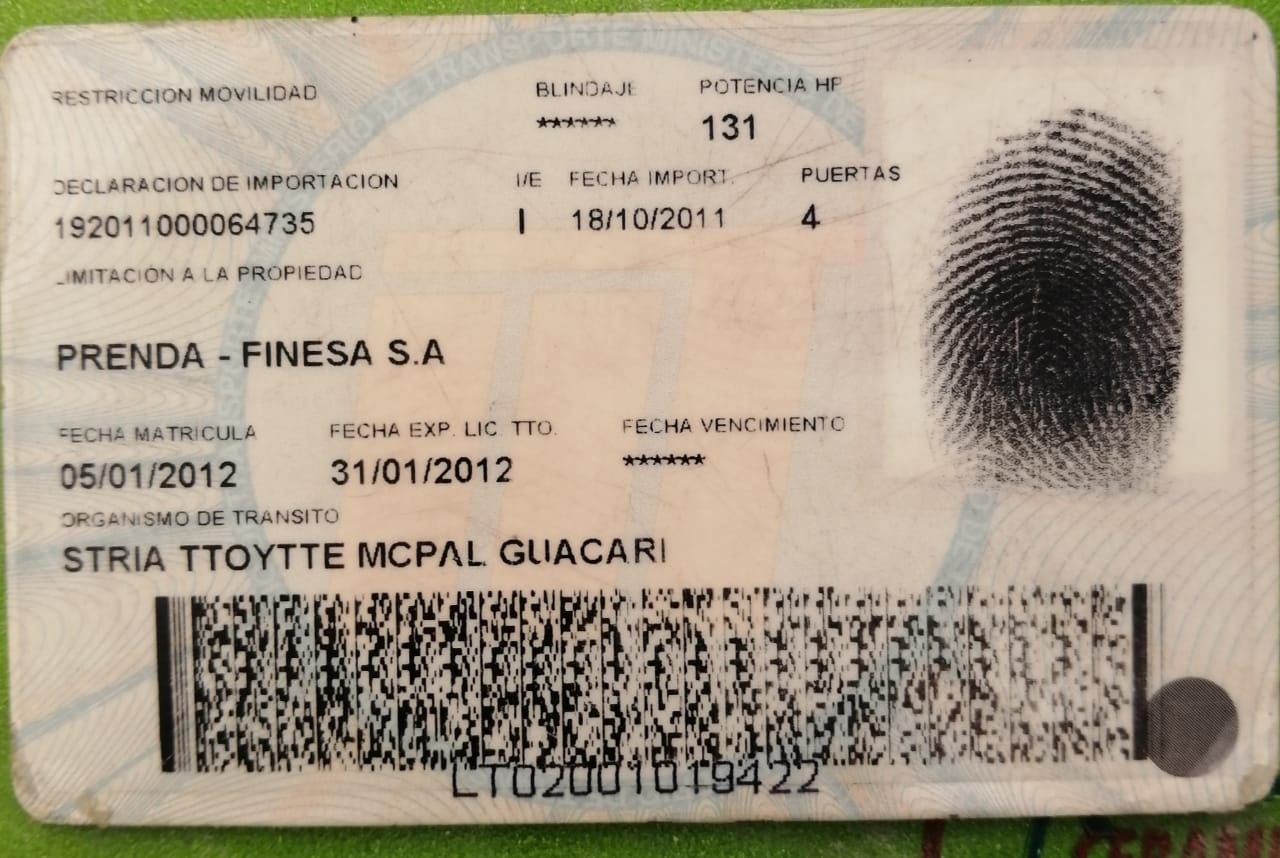 RESTRICCION MOVILIDAD BLINDAJE POTENCIA HP
****** 131
DECLARACION DE IMPORTACION I/E FECHA IMPORT. PUERTAS
192011000064735 I 18/10/2011 4
LIMITACIÓN A LA PROPIEDAD
PRENDA - FINESA S.A
FECHA MATRICULA FECHA EXP. LIC. TTO. FECHA VENCIMIENTO
05/01/2012 31/01/2012 ******
ORGANISMO DE TRANSITO
STRIA TTOYTTE MCPAL GUACARI
LT02001019422